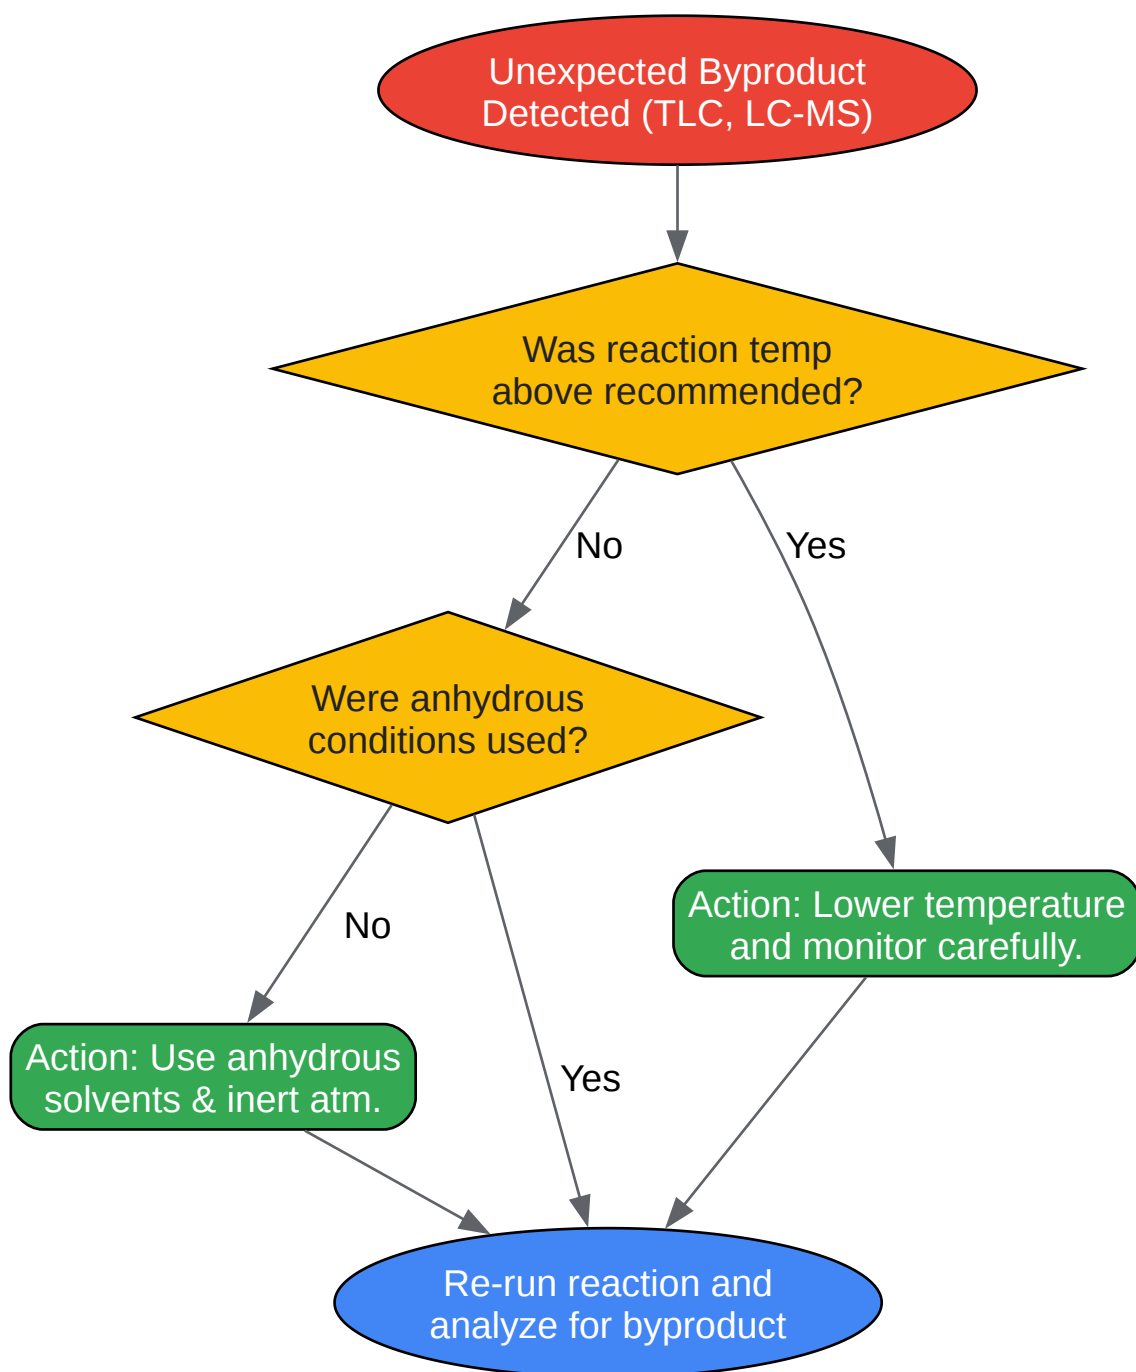 Unexpected Byproduct
Detected (TLC, LC-MS)
Was reaction temp
above recommended?
No
Yes
Were anhydrous
conditions used?
Action: Lower temperature
and monitor carefully.
No
Action: Use anhydrous
solvents & inert atm.
Yes
Re-run reaction and
analyze for byproduct